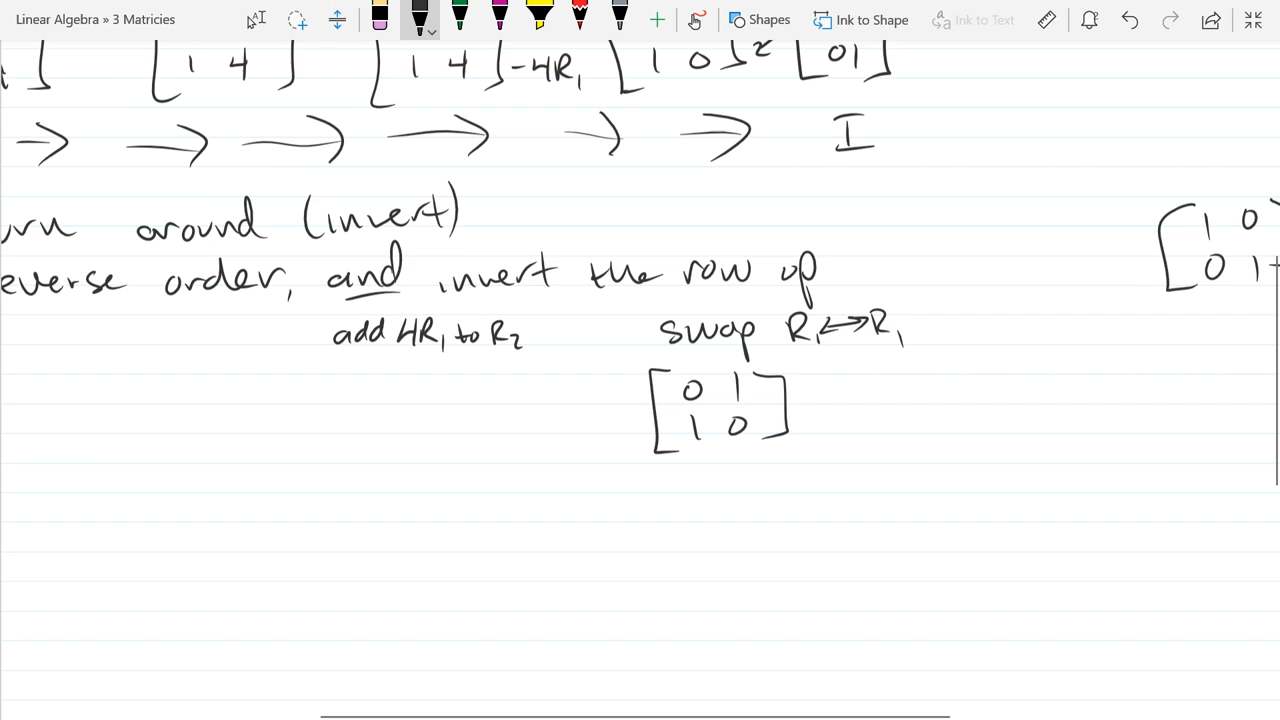 Linear Algebra » 3 Matricies
Shapes
Ink to Shape
Ink to Text
1 4
1 4
-4R₁
1 0
2
0 1
I
around (invert)
order, and invert the row op
1 0
0 1
add 4R₁ to R₂
swap R₁↔R₁
0 1
1 0